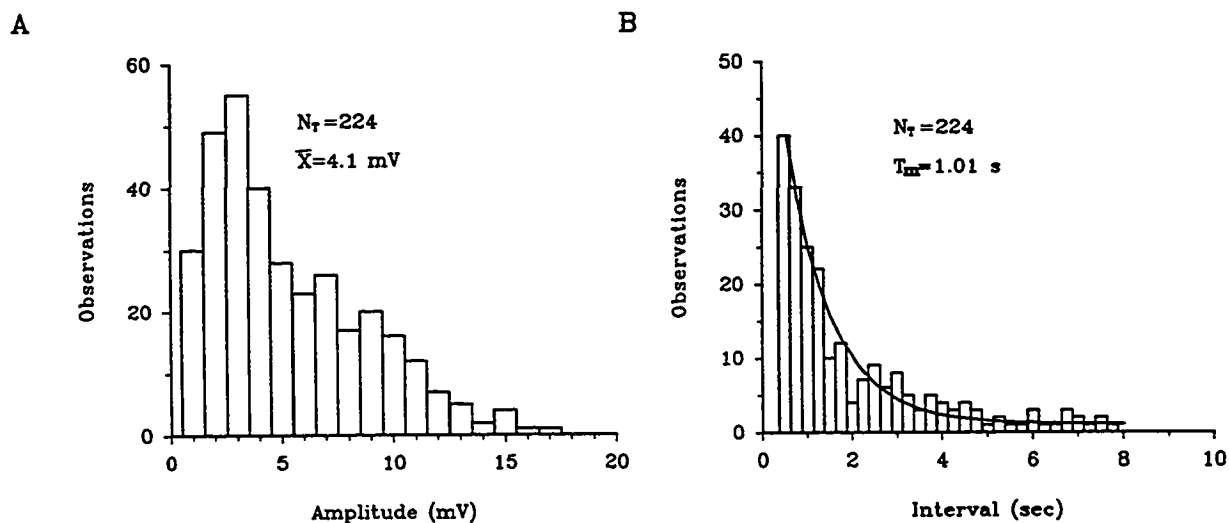 A
60
40
20
0
Observations
N_T=224
X̄=4.1 mV
0 5 10 15 20
Amplitude (mV)
B
50
40
30
20
10
0
Observations
N_T=224
T_m=1.01 s
0 2 4 6 8 10
Interval (sec)